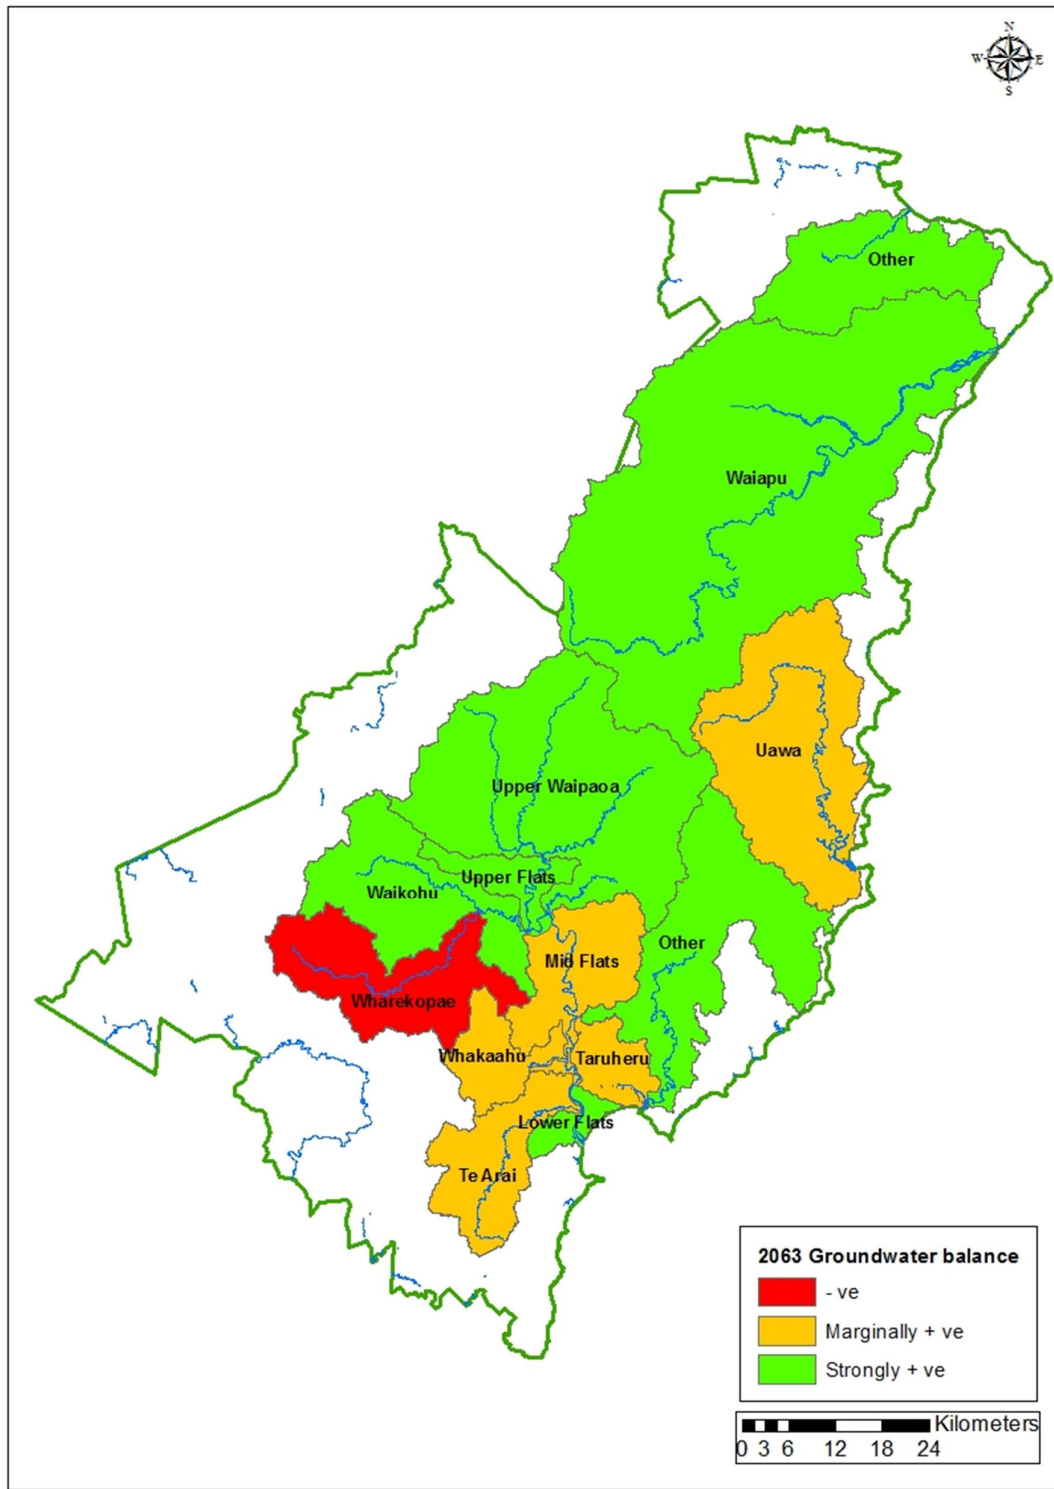 N
W E
S
Other
Waiapu
Uawa
Upper Waipaoa
Upper Flats
Waikohu
Other
Mid Flats
Wharekopae
Whakaahu
Taruheru
Lower Flats
Te Arai
2063 Groundwater balance
- ve
Marginally + ve
Strongly + ve
Kilometers
0 3 6 12 18 24